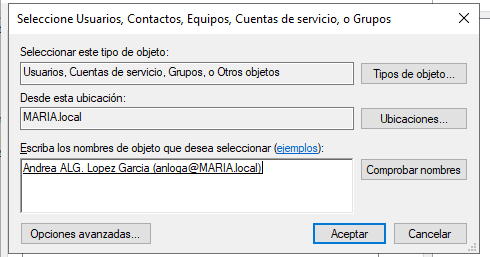 Seleccione Usuarios, Contactos, Equipos, Cuentas de servicio, o Grupos
Seleccionar este tipo de objeto:
Usuarios, Cuentas de servicio, Grupos, o Otros objetos
Tipos de objeto...
Desde esta ubicación:
MARIA.local
Ubicaciones...
Escriba los nombres de objeto que desea seleccionar (ejemplos):
Andrea ALG. Lopez Garcia (anloga@MARIA.local)
Comprobar nombres
Opciones avanzadas...
Aceptar
Cancelar